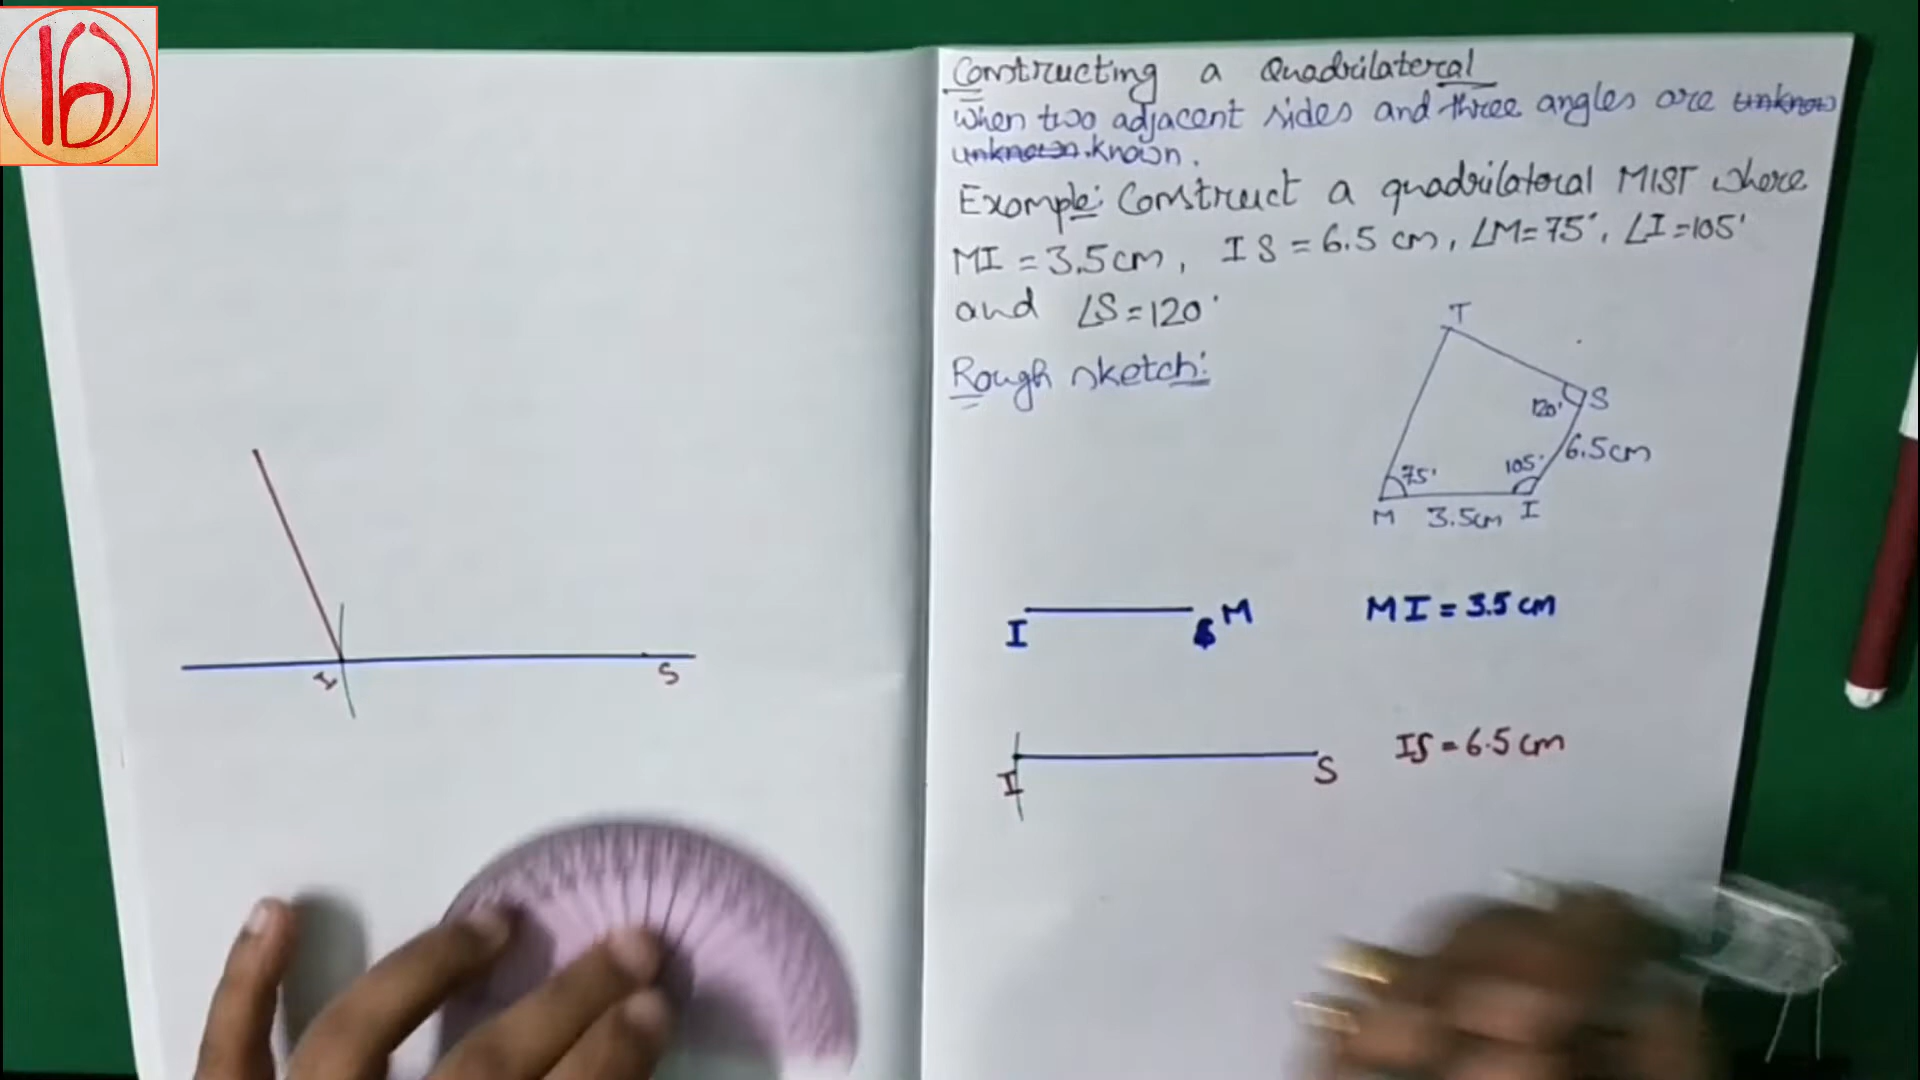 Constructing a Quadrilateral
When two adjacent sides and three angles are unknow
unknown. known.
Example: Construct a quadrilateral MIST where
MI = 3.5cm, IS = 6.5 cm, ∠M=75°, ∠I=105°
and ∠S=120°
Rough sketch:
T
120° S
6.5cm
75° 105°
M 3.5cm I
I M MI = 3.5 cm
I S
I S IS = 6.5 cm